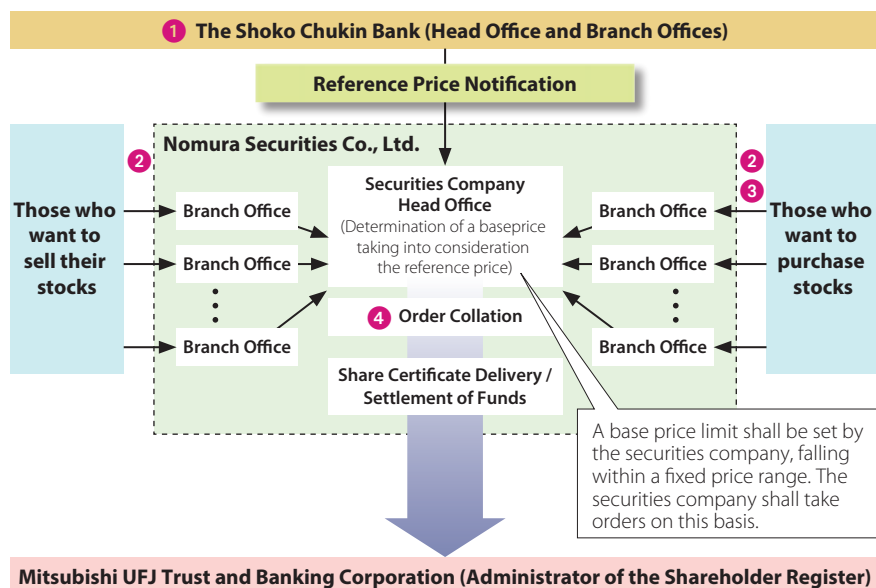 1 The Shoko Chukin Bank (Head Office and Branch Offices)
Reference Price Notification
Nomura Securities Co., Ltd.
2
Those who
want to
sell their
stocks
Branch Office
Branch Office
Branch Office
Securities Company
Head Office
(Determination of a baseprice
taking into consideration
the reference price)
4 Order Collation
Share Certificate Delivery /
Settlement of Funds
2
3
Branch Office
Branch Office
Branch Office
Those who
want to
purchase
stocks
A base price limit shall be set by
the securities company, falling
within a fixed price range. The
securities company shall take
orders on this basis.
Mitsubishi UFJ Trust and Banking Corporation (Administrator of the Shareholder Register)